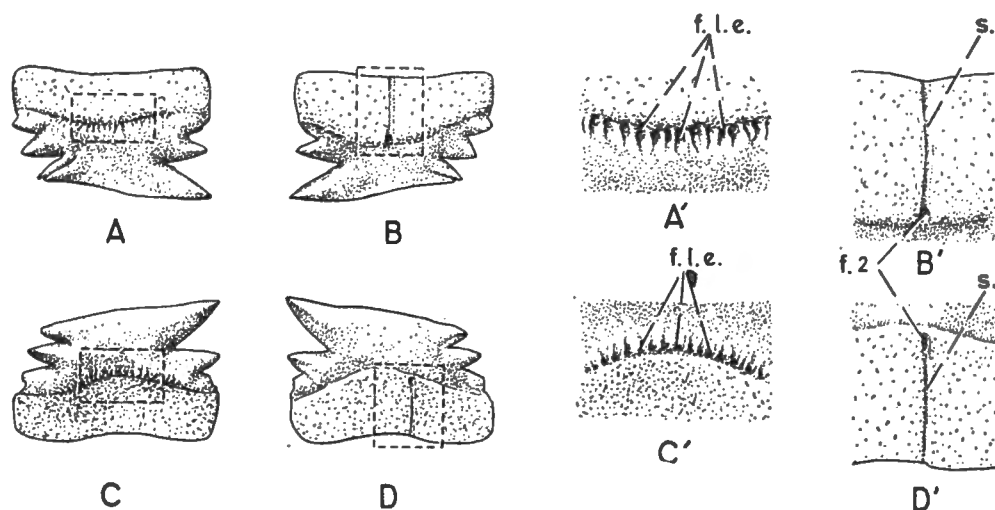 f. l. e.
s.
A
B
A′
B′
f. l. e.
f. 2
s.
C
D
C′
D′